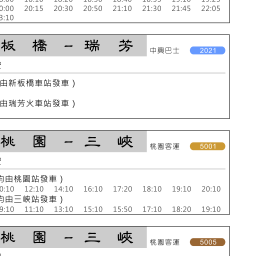 0:00 20:15 20:30 20:50 21:10 21:30 21:45 22:05
3:10
板 橋 – 瑞 芳 中興巴士 2021
由新板橋車站發車）
由瑞芳火車站發車）
桃 園 – 三 峽 桃園客運 5001
均由桃園站發車）
0:10 12:10 14:10 16:10 17:20 18:10 19:10 20:10
均由三峽站發車）
9:10 11:10 13:10 15:10 15:50 17:10 18:20 19:10
桃 園 – 三 峽 桃園客運 5005